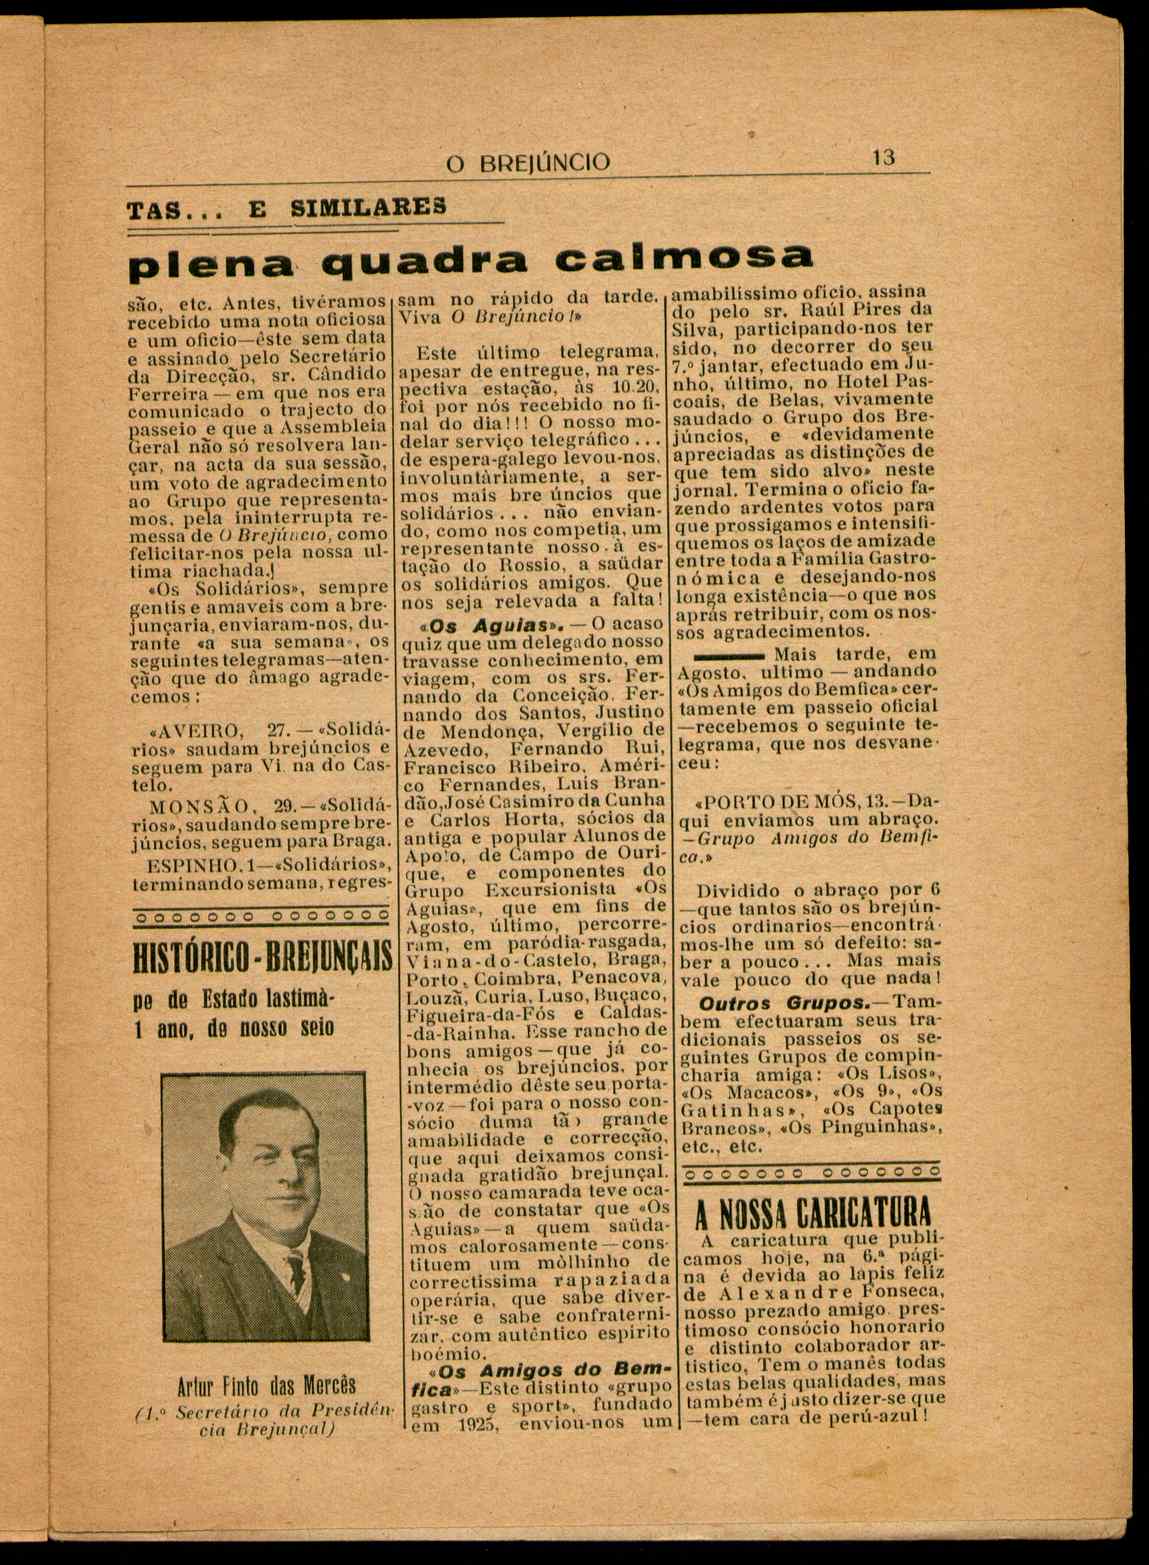 O BREJÚNCIO
13
TAS... E SIMILARES
plena quadra calmosa
são, etc. Antes, tivéramos
recebido uma nota oficiosa
e um oficio—êste sem data
e assinado pelo Secretário
da Direcção, sr. Cândido
Ferreira—em que nos era
comunicado o trajecto do
passeio e que a Assembleia
Geral não só resolvera lan-
çar, na acta da sua sessão,
um voto de agradecimento
ao Grupo que representa-
mos, pela ininterrupta re-
messa de O Brejúncio, como
felicitar-nos pela nossa ul-
tima riachada.
«Os Solidários», sempre
gentis e amaveis com a bre-
junçaria, enviaram-nos, du-
rante «a sua semana», os
seguintes telegramas—aten-
ção que do âmago agrade-
cemos:
«AVEIRO, 27.—«Solidá-
rios» saudam brejúncios e
seguem para Vi na do Cas-
telo.
MONSÃO, 29.—«Solidá-
rios», saudando sempre bre-
júncios, seguem para Braga.
ESPINHO, 1—«Solidários»,
terminando semana, regres-
HISTÓRICO-BREJUNÇAIS
pe de Estado lastimà-
1 ano, de nosso seio
Artur Pinto das Mercês
(1.º Secretário da Presidên-
cia Brejunçal)
sam no rápido da tarde.
Viva O Brejúncio!»
Este último telegrama,
apesar de entregue, na res-
pectiva estação, às 10.20,
foi por nós recebido no fi-
nal do dia!!! O nosso mo-
delar serviço telegráfico...
de espera-galego levou-nos,
involuntàriamente, a ser-
mos mais bre úncios que
solidários... não envian-
do, como nos competia, um
representante nosso à es-
tação do Rossio, a saüdar
os solidários amigos. Que
nos seja relevada a falta!
«Os Aguias».—O acaso
quiz que um delegado nosso
travasse conhecimento, em
viagem, com os srs. Fer-
nando da Conceição, Fer-
nando dos Santos, Justino
de Mendonça, Vergilio de
Azevedo, Fernando Rui,
Francisco Ribeiro, Améri-
co Fernandes, Luis Bran-
dão, José Casimiro da Cunha
e Carlos Horta, sócios da
antiga e popular Alunos de
Apolo, de Campo de Ouri-
que, e componentes do
Grupo Excursionista «Os
Aguias», que em fins de
Agosto, último, percorre-
ram, em paródia-rasgada,
Viana-do-Castelo, Braga,
Porto, Coimbra, Penacova,
Louzã, Curia, Luso, Buçaco,
Figueira-da-Fós e Caldas-
-da-Rainha. Esse rancho de
bons amigos—que já co-
nhecia os brejúncios, por
intermédio dêste seu porta-
-voz—foi para o nosso con-
sócio duma tão grande
amabilidade e correcção,
que aqui deixamos consi-
gnada gratidão brejunçal.
O nosso camarada teve oca-
são de constatar que «Os
Aguias»—a quem saüda-
mos calorosamente—cons-
tituem um mòlhinho de
correctissima rapaziada
operária, que sabe diver-
tir-se e sabe confraterni-
zar, com autêntico espirito
boémio.
«Os Amigos do Bem-
fica»—Este distinto «grupo
gastro e sport», fundado
em 1925, enviou-nos um
amabilissimo oficio, assina
do pelo sr. Raúl Pires da
Silva, participando-nos ter
sido, no decorrer do seu
7.º jantar, efectuado em Ju-
nho, último, no Hotel Pas-
coais, de Belas, vivamente
saudado o Grupo dos Bre-
júncios, e «devidamente
apreciadas as distinções de
que tem sido alvo» neste
jornal. Termina o oficio fa-
zendo ardentes votos para
que prossigamos e intensifi-
quemos os laços de amizade
entre toda a Família Gastro-
nómica e desejando-nos
longa existência—o que nos
aprás retribuir, com os nos-
sos agradecimentos.
Mais tarde, em
Agosto, ultimo—andando
«Os Amigos do Bemfica» cer-
tamente em passeio oficial
—recebemos o seguinte te-
legrama, que nos desvane-
ceu:
«PORTO DE MÓS, 13.—Da-
qui enviamos um abraço.
—Grupo Amigos do Bemfi-
ca.»
Dividido o abraço por 6
—que tantos são os brejún-
cios ordinarios—encontrá-
mos-lhe um só defeito: sa-
ber a pouco... Mas mais
vale pouco do que nada!
Outros Grupos.—Tam-
bem efectuaram seus tra-
dicionais passeios os se-
guintes Grupos de compin-
charia amiga: «Os Lisos»,
«Os Macacos», «Os 9», «Os
Gatinhas», «Os Capotes
Brancos», «Os Pinguinhas»,
etc., etc.
A NOSSA CARICATURA
A caricatura que publi-
camos hoje, na 6.ª pági-
na é devida ao lapis feliz
de Alexandre Fonseca,
nosso prezado amigo, pres-
timoso consócio honorario
e distinto colaborador ar-
tistico, Tem o manês todas
estas belas qualidades, mas
também é justo dizer-se que
—tem cara de perú-azul!